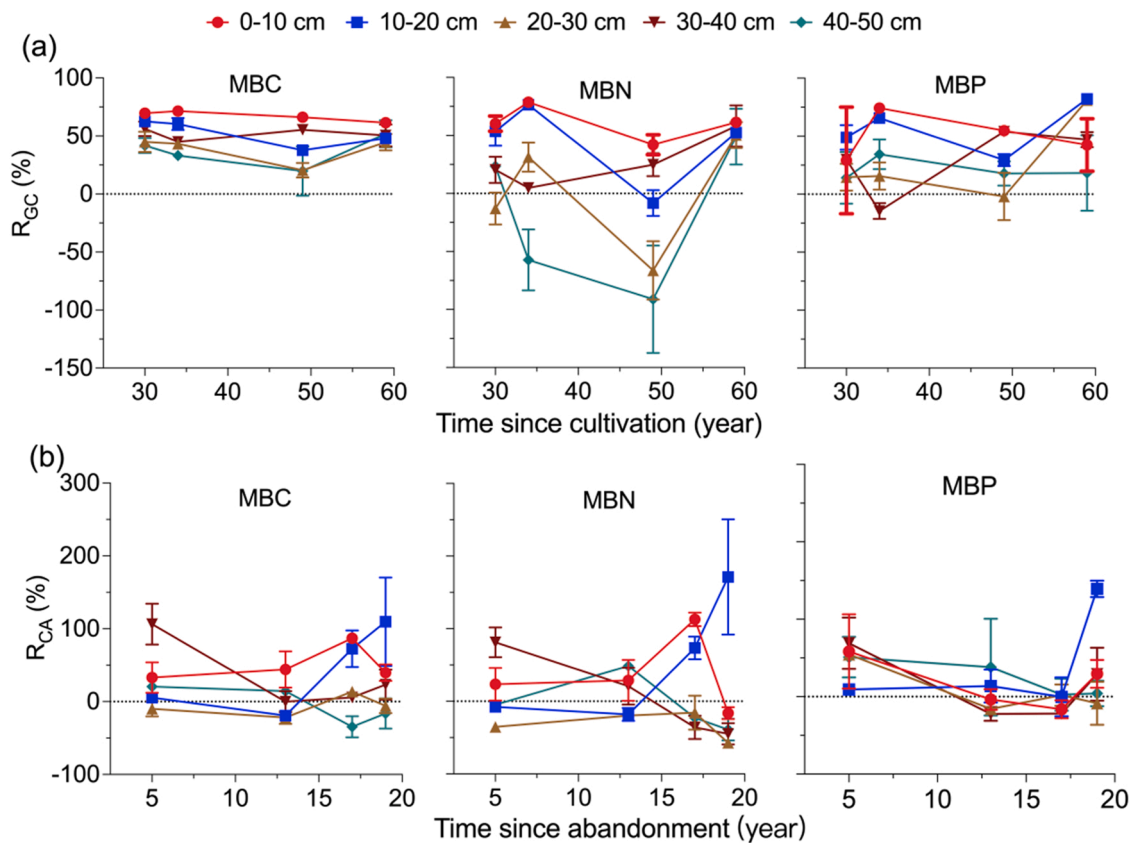 0-10 cm 10-20 cm 20-30 cm 30-40 cm 40-50 cm
(a)
MBC MBN MBP
100
50
0
-50
-100
-150
R_GC (%)
30 40 50 60 30 40 50 60 30 40 50 60
Time since cultivation (year)
(b)
MBC MBN MBP
300
200
100
0
-100
R_CA (%)
5 10 15 20 5 10 15 20 5 10 15 20
Time since abandonment (year)